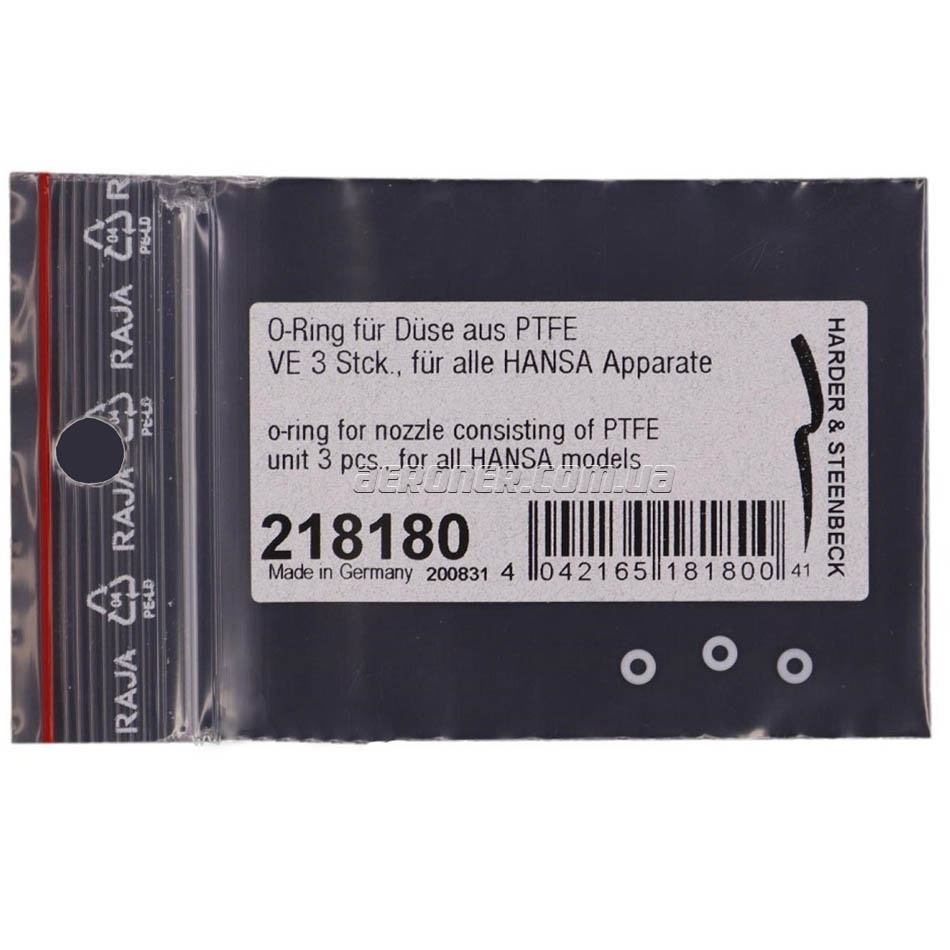 O-Ring für Düse aus PTFE
VE 3 Stck., für alle HANSA Apparate
o-ring for nozzle consisting of PTFE
unit 3 pcs., for all HANSA models
aeroner.com.ua
218180
Made in Germany 200831
4 042165 181800 41
HARDER & STEENBECK
RAJA
04
PE-LD
RAJA
04
PE-LD
RAJA
04
PE-LD
R